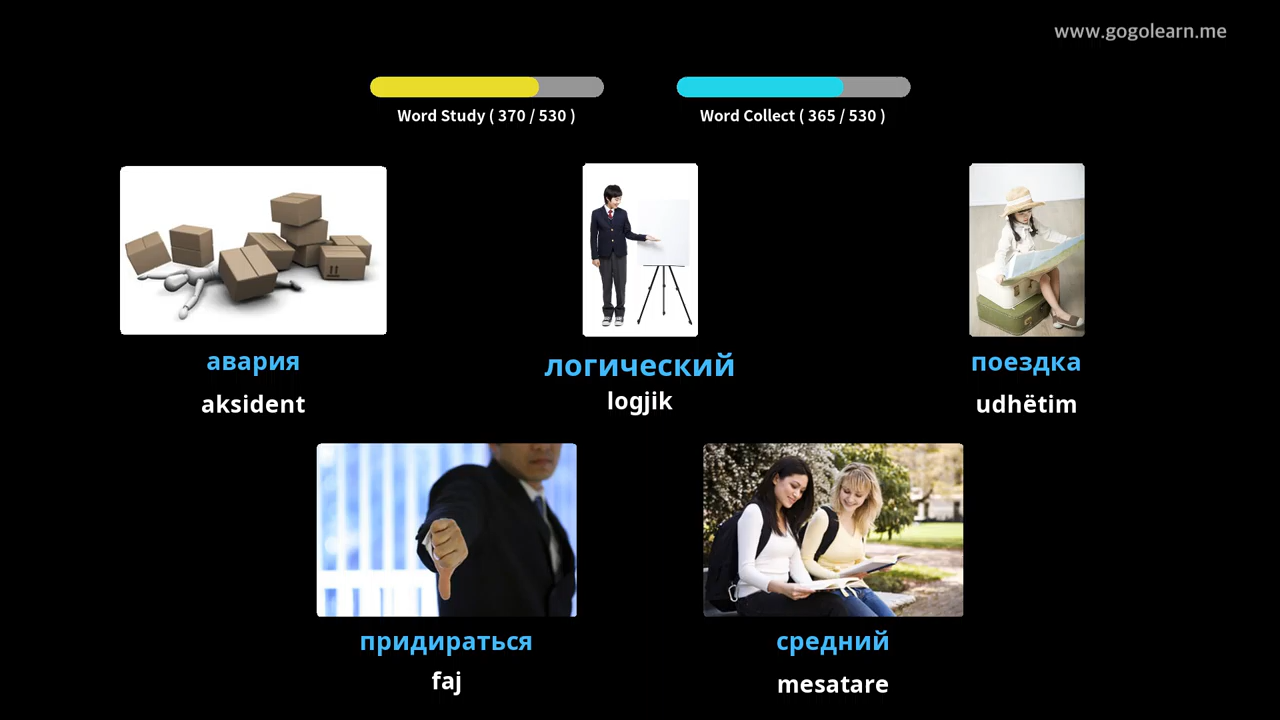 www.gogolearn.me
Word Study ( 370 / 530 )
Word Collect ( 365 / 530 )
авария
aksident
логический
logjik
поездка
udhëtim
придираться
faj
средний
mesatare